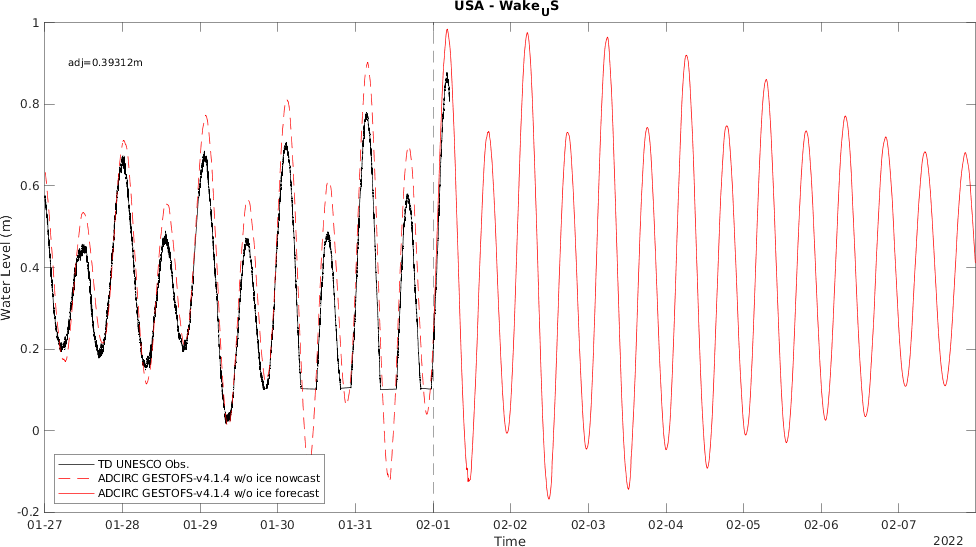 USA - Wake_US
adj=0.39312m
1
0.8
0.6
0.4
0.2
0
-0.2
Water Level (m)
TD UNESCO Obs.
ADCIRC GESTOFS-v4.1.4 w/o ice nowcast
ADCIRC GESTOFS-v4.1.4 w/o ice forecast
01-27 01-28 01-29 01-30 01-31 02-01 02-02 02-03 02-04 02-05 02-06 02-07
Time
2022